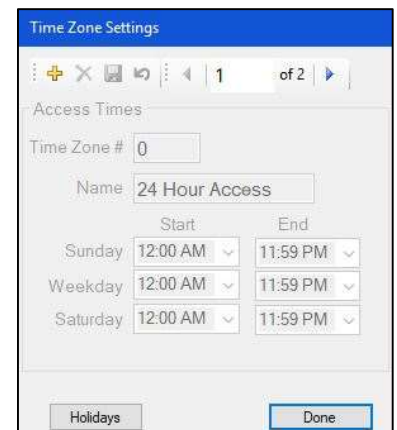 Time Zone Settings
1 of 2
Access Times
Time Zone # 0
Name 24 Hour Access
Start End
Sunday 12:00 AM 11:59 PM
Weekday 12:00 AM 11:59 PM
Saturday 12:00 AM 11:59 PM
Holidays Done